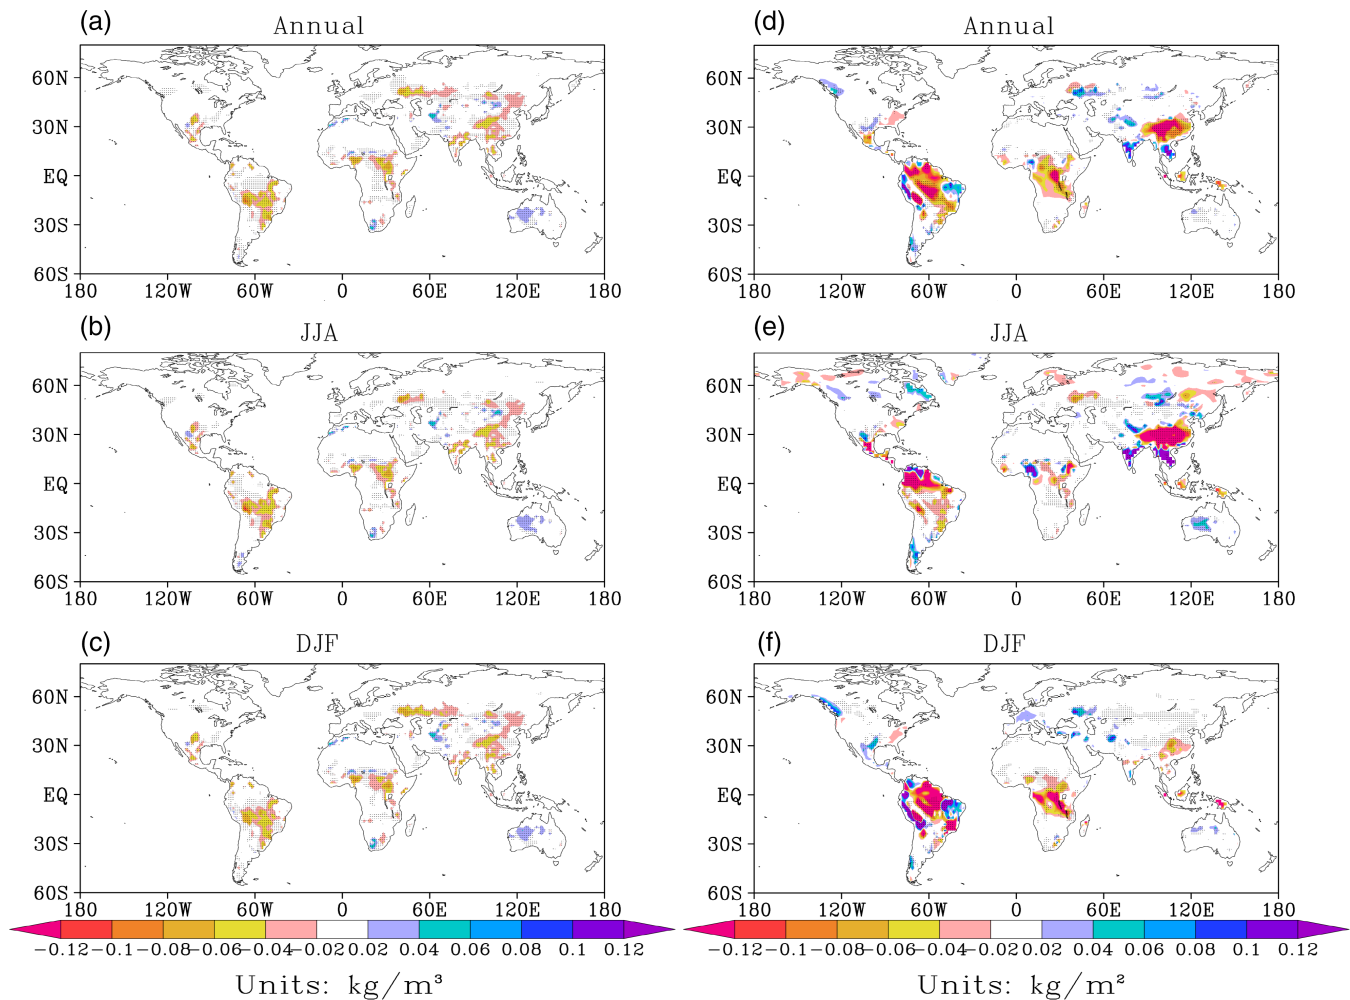 (a) Annual
60N
30N
EQ
30S
60S
180 120W 60W 0 60E 120E 180
(d) Annual
60N
30N
EQ
30S
60S
180 120W 60W 0 60E 120E 180
(b) JJA
60N
30N
EQ
30S
60S
180 120W 60W 0 60E 120E 180
(e) JJA
60N
30N
EQ
30S
60S
180 120W 60W 0 60E 120E 180
(c) DJF
60N
30N
EQ
30S
60S
180 120W 60W 0 60E 120E 180
−0.12 −0.1 −0.08 −0.06 −0.04 −0.02 0.02 0.04 0.06 0.08 0.1 0.12
Units: kg/m³
(f) DJF
60N
30N
EQ
30S
60S
180 120W 60W 0 60E 120E 180
−0.12 −0.1 −0.08 −0.06 −0.04 −0.02 0.02 0.04 0.06 0.08 0.1 0.12
Units: kg/m²